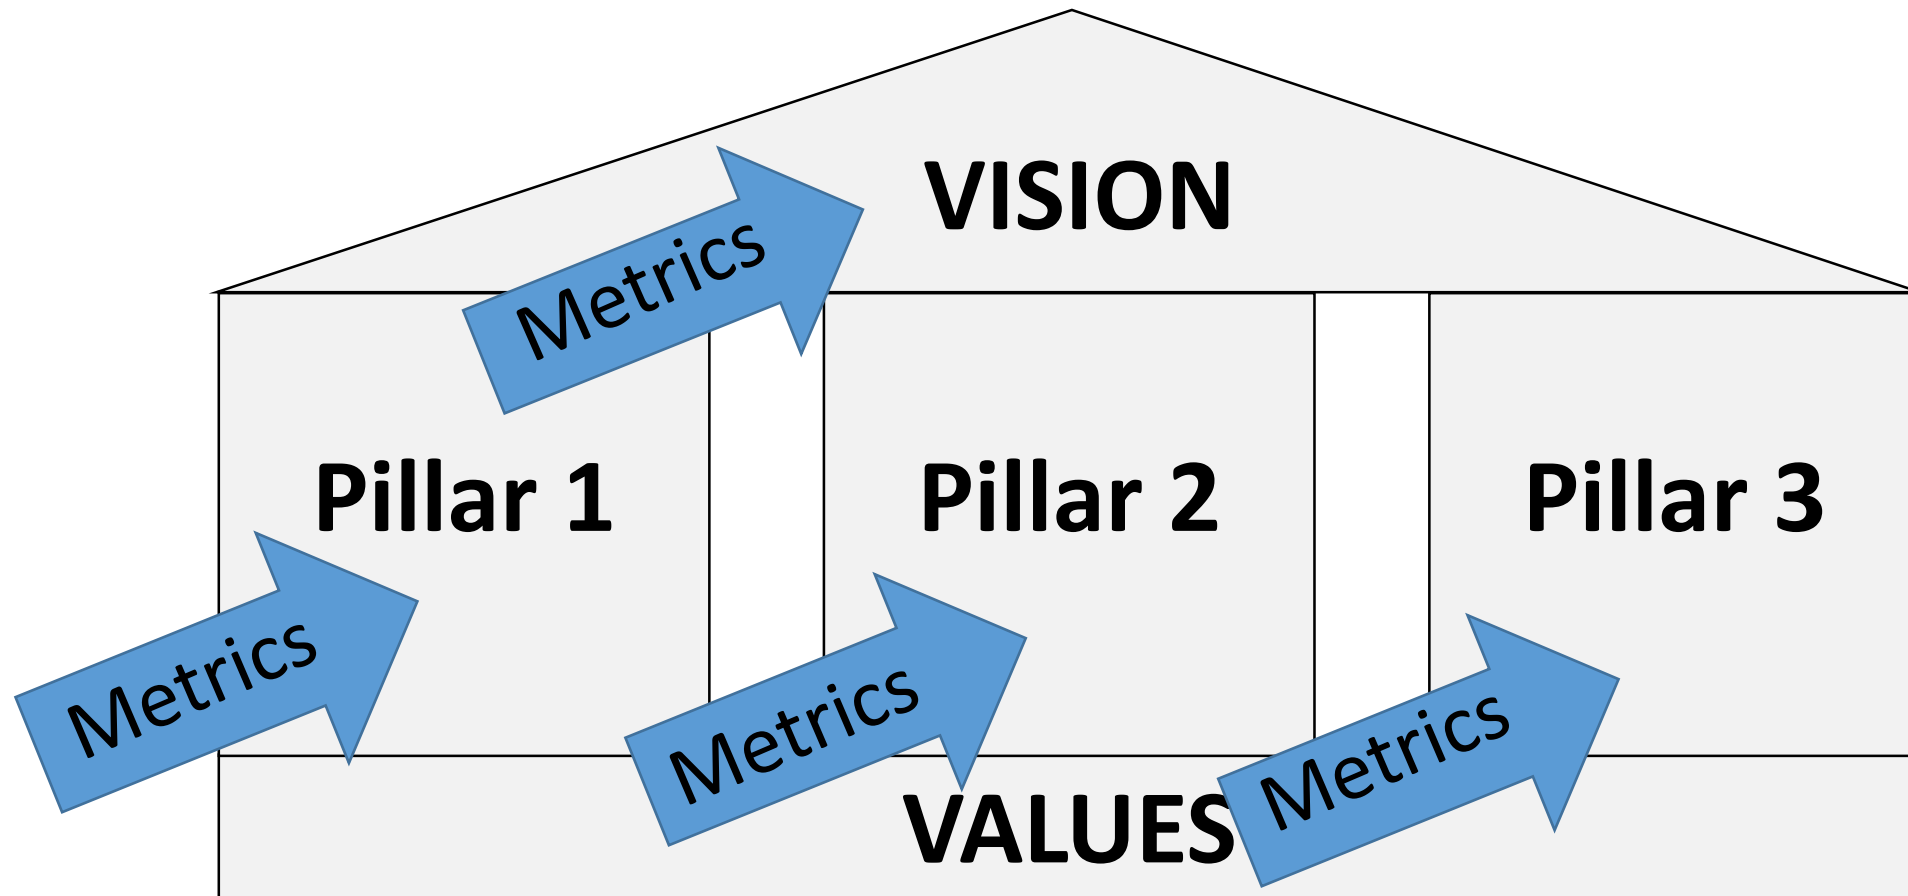 VISION
Metrics
Pillar 1
Pillar 2
Pillar 3
Metrics
Metrics
Metrics
VALUES